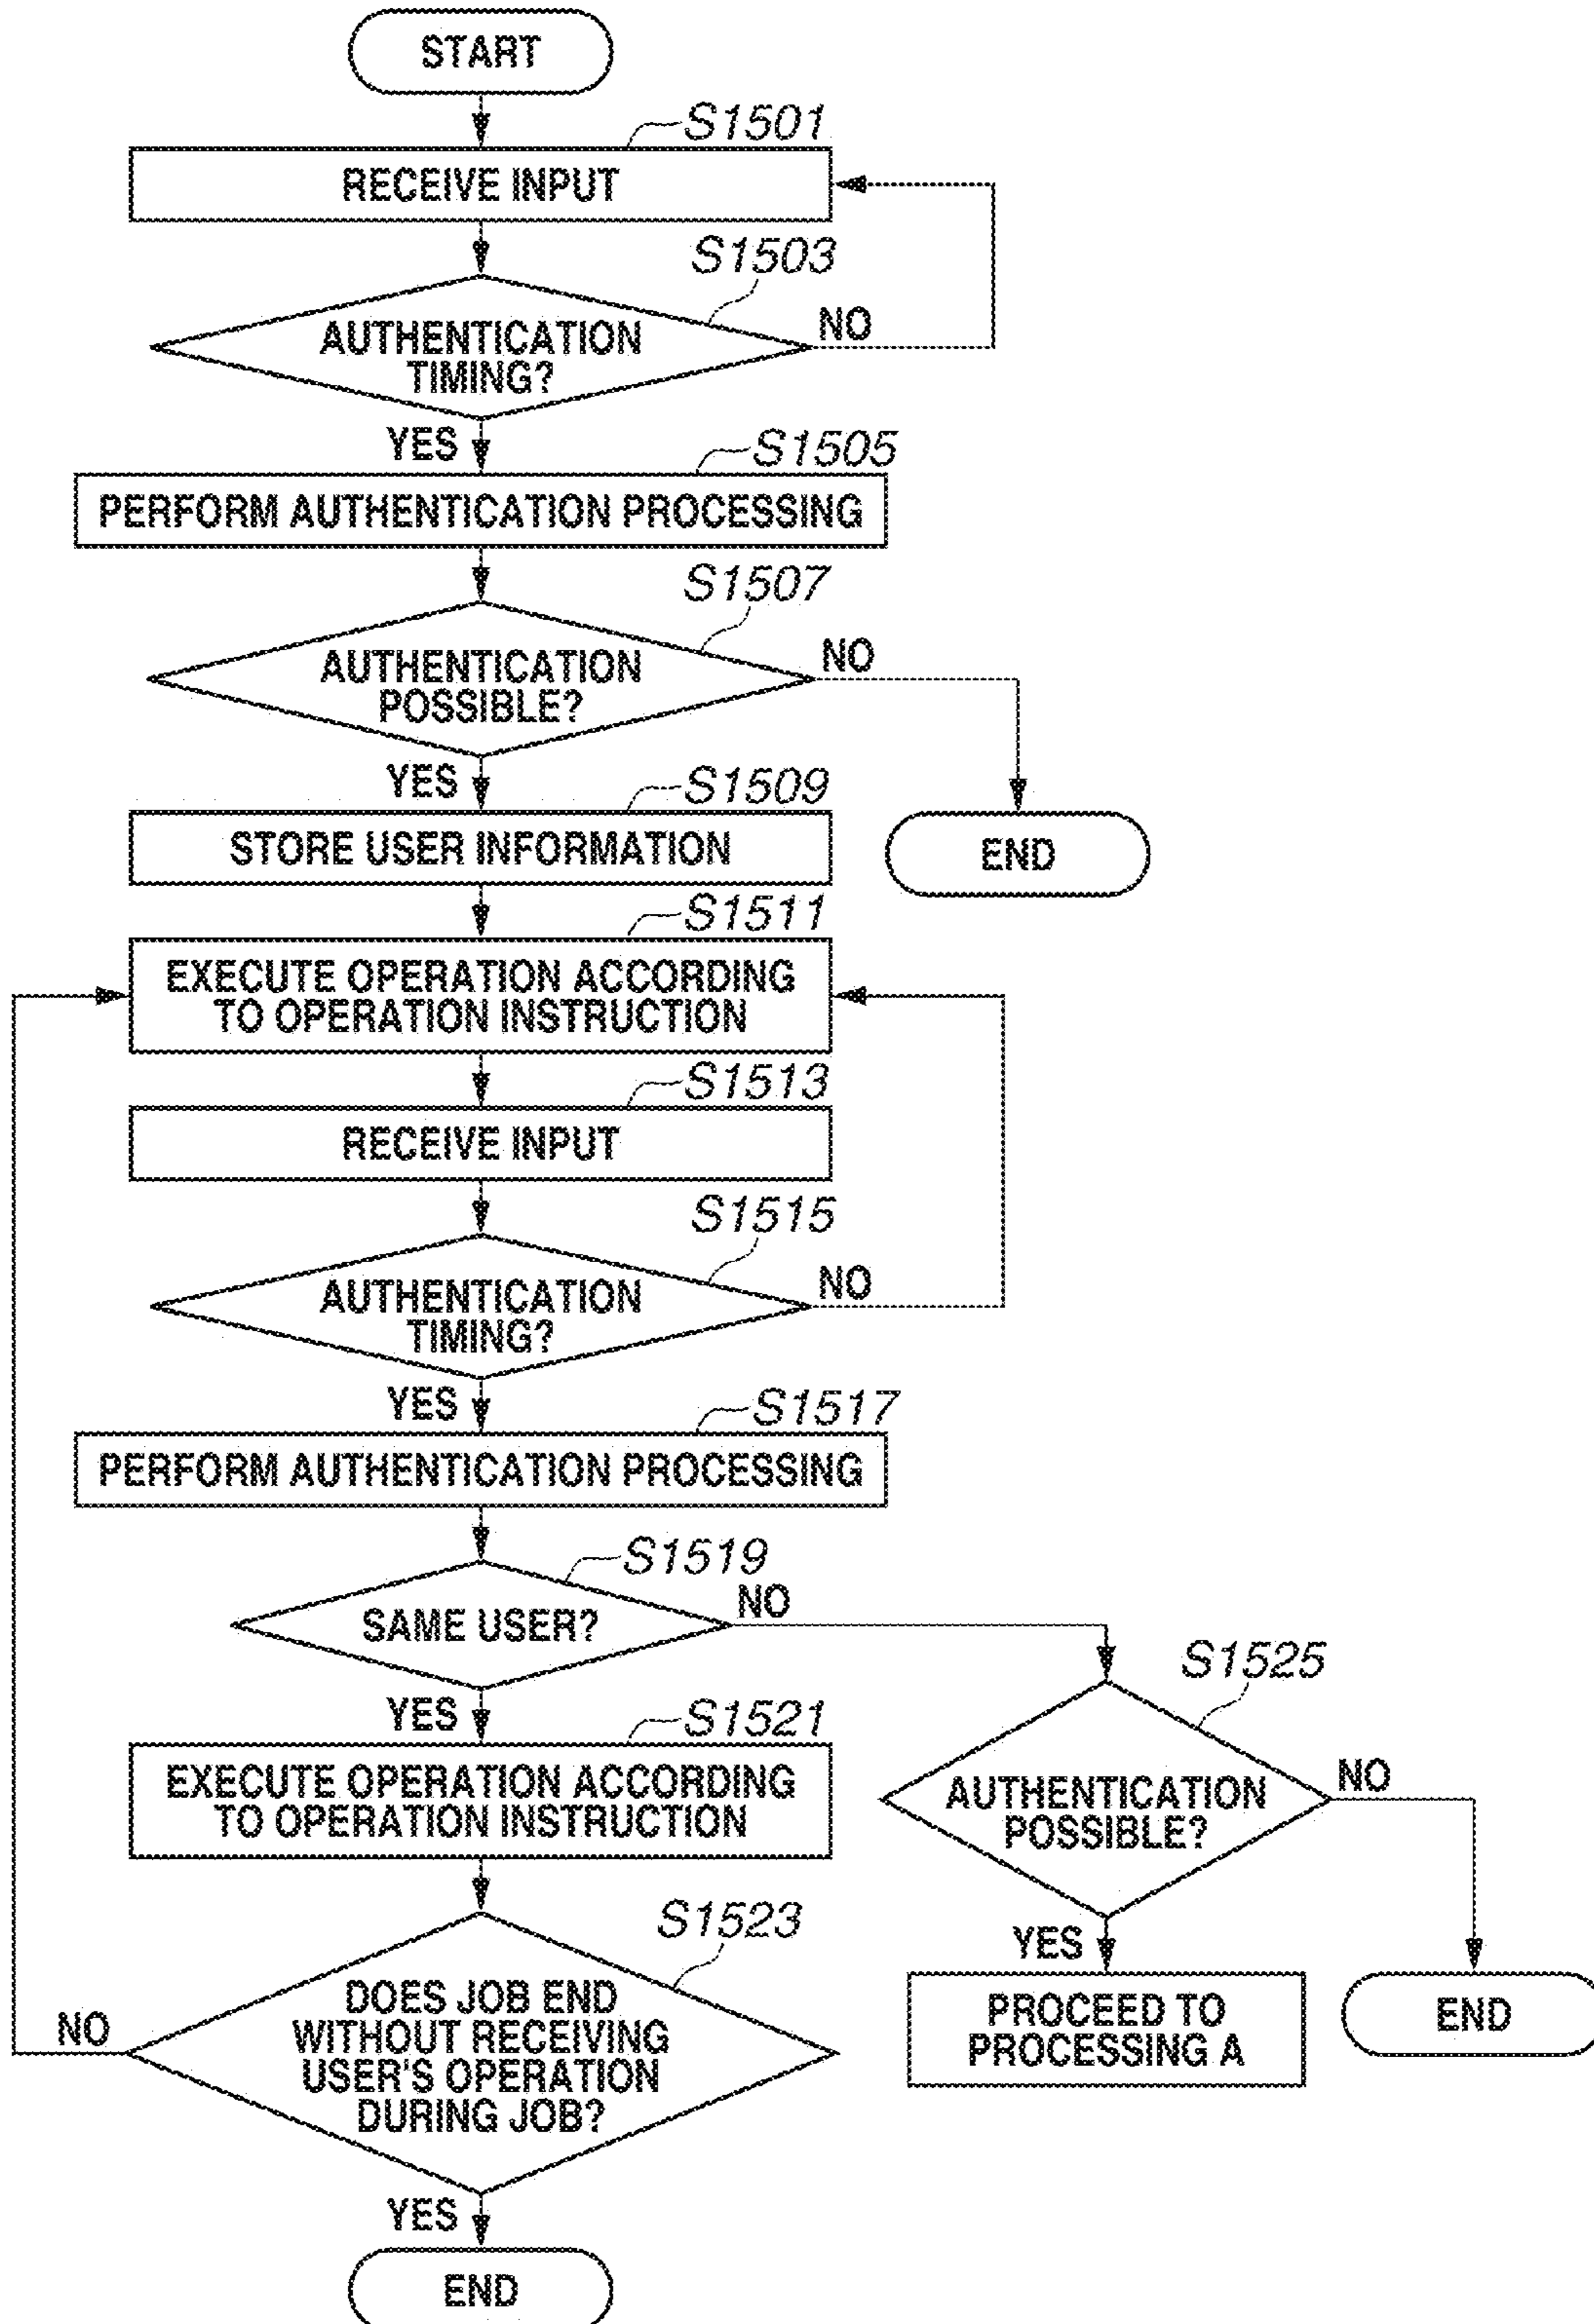 START
S1501
RECEIVE INPUT
S1503
AUTHENTICATION
TIMING?
NO
YES
S1505
PERFORM AUTHENTICATION PROCESSING
S1507
AUTHENTICATION
POSSIBLE?
NO
YES
S1509
STORE USER INFORMATION
END
S1511
EXECUTE OPERATION ACCORDING
TO OPERATION INSTRUCTION
S1513
RECEIVE INPUT
S1515
AUTHENTICATION
TIMING?
NO
YES
S1517
PERFORM AUTHENTICATION PROCESSING
S1519
SAME USER?
NO
YES
S1521
EXECUTE OPERATION ACCORDING
TO OPERATION INSTRUCTION
S1525
AUTHENTICATION
POSSIBLE?
NO
YES
PROCEED TO
PROCESSING A
END
S1523
DOES JOB END
WITHOUT RECEIVING
USER'S OPERATION
DURING JOB?
NO
YES
END